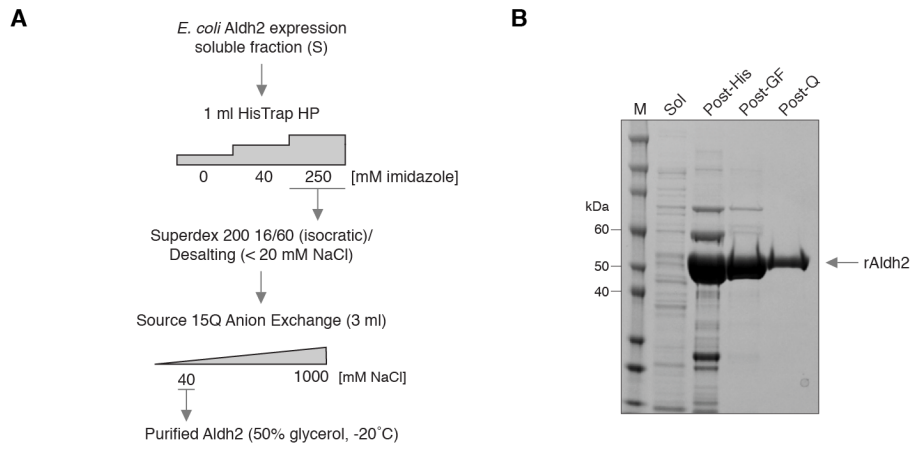 A
E. coli Aldh2 expression
soluble fraction (S)
1 ml HisTrap HP
0 40 250 [mM imidazole]
Superdex 200 16/60 (isocratic)/
Desalting (< 20 mM NaCl)
Source 15Q Anion Exchange (3 ml)
40 1000 [mM NaCl]
Purified Aldh2 (50% glycerol, -20˚C)
B
M Sol Post-His Post-GF Post-Q
kDa
60
50
40
rAldh2